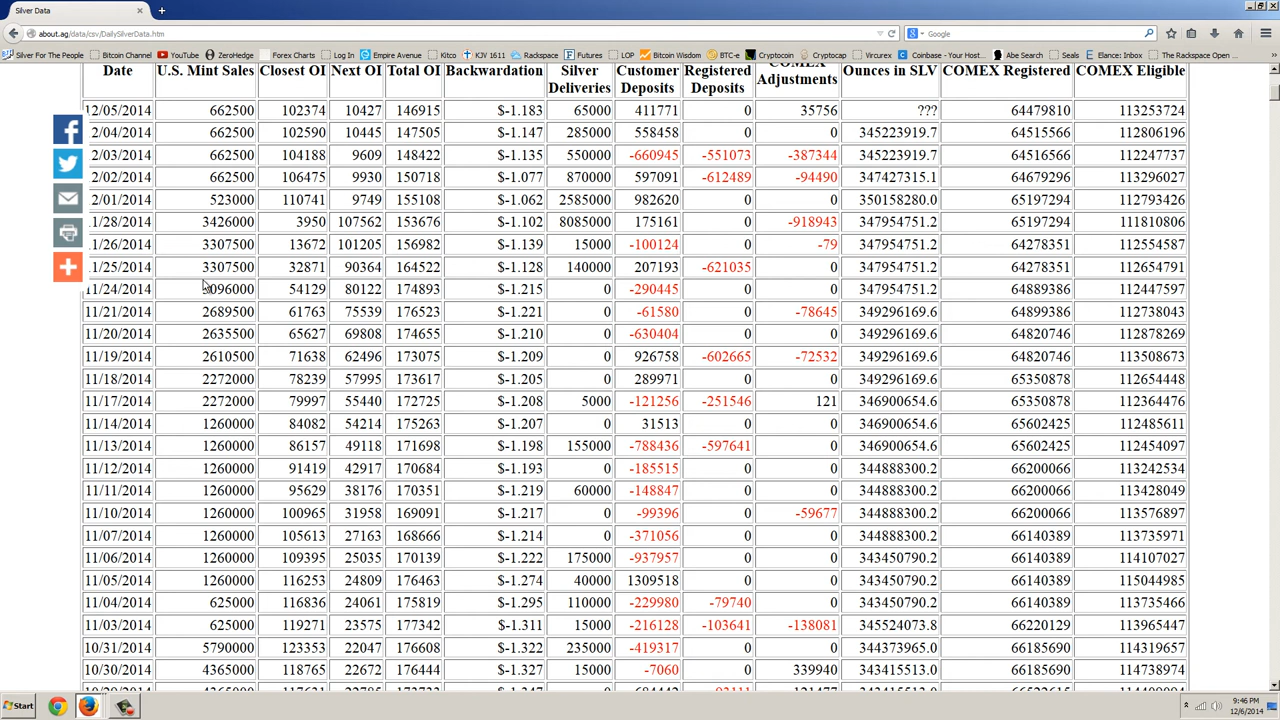 Silver Data
about.ag/data/csv/DailySilverData.htm
Google
Silver For The People Bitcoin Channel YouTube Zerohedge Forex Charts Log In Empire Avenue Kitco KJV 1611 Radspace Futures LOP Bitcoin Wisdom BTC-e Cryptocoin Cryptocap Vircurex Coinbase - Your Host... Seals Abe Search Elance: Inbox The Rackspace Open ...
Date U.S. Mint Sales Closest OI Next OI Total OI Backwardation Silver Deliveries Customer Deposits Registered Deposits COMEX Adjustments Ounces in SLV COMEX Registered COMEX Eligible
12/05/2014 662500 102374 10427 146915 $-1.183 65000 411771 0 35756 ??? 64479810 113253724
2/04/2014 662500 102590 10445 147505 $-1.147 285000 558458 0 0 345223919.7 64515566 112806196
2/03/2014 662500 104188 9609 148422 $-1.135 550000 -660945 -551073 -387344 345223919.7 64516566 112247737
2/02/2014 662500 106475 9930 150718 $-1.077 870000 597091 -612489 -94490 347427315.1 64679296 113296027
2/01/2014 523000 110741 9749 155108 $-1.062 2585000 982620 0 0 350158280.0 65197294 112793426
1/28/2014 3426000 3950 107562 153676 $-1.102 8085000 175161 0 -918943 347954751.2 65197294 111810806
1/26/2014 3307500 13672 101205 156982 $-1.139 15000 -100124 0 -79 347954751.2 64278351 112554587
1/25/2014 3307500 32871 90364 164522 $-1.128 140000 207193 -621035 0 347954751.2 64278351 112654791
11/24/2014 3096000 54129 80122 174893 $-1.215 0 -290445 0 0 347954751.2 64889386 112447597
11/21/2014 2689500 61763 75539 176523 $-1.221 0 -61580 0 -78645 349296169.6 64899386 112738043
11/20/2014 2635500 65627 69808 174655 $-1.210 0 -630404 0 0 349296169.6 64820746 112878269
11/19/2014 2610500 71638 62496 173075 $-1.209 0 926758 -602665 -72532 349296169.6 64820746 113508673
11/18/2014 2272000 78239 57995 173617 $-1.205 0 289971 0 0 349296169.6 65350878 112654448
11/17/2014 2272000 79997 55440 172725 $-1.208 5000 -121256 -251546 121 346900654.6 65350878 112364476
11/14/2014 1260000 84082 54214 175263 $-1.207 0 31513 0 0 346900654.6 65602425 112485611
11/13/2014 1260000 86157 49118 171698 $-1.198 155000 -788436 -597641 0 346900654.6 65602425 112454097
11/12/2014 1260000 91419 42917 170684 $-1.193 0 -185515 0 0 344888300.2 66200066 113242534
11/11/2014 1260000 95629 38176 170351 $-1.219 60000 -148847 0 0 344888300.2 66200066 113428049
11/10/2014 1260000 100965 31958 169091 $-1.217 0 -99396 0 -59677 344888300.2 66200066 113576897
11/07/2014 1260000 105613 27163 168666 $-1.214 0 -371056 0 0 344888300.2 66140389 113735971
11/06/2014 1260000 109395 25035 170139 $-1.222 175000 -937957 0 0 343450790.2 66140389 114107027
11/05/2014 1260000 116253 24809 176463 $-1.274 40000 1309518 0 0 343450790.2 66140389 115044985
11/04/2014 625000 116836 24061 175819 $-1.295 110000 -229980 -79740 0 343450790.2 66140389 113735466
11/03/2014 625000 119271 23575 177342 $-1.311 15000 -216128 -103641 -138081 345524073.8 66220129 113965447
10/31/2014 5790000 123353 22047 176608 $-1.322 235000 -419317 0 0 344373965.0 66185690 114319657
10/30/2014 4365000 118765 22672 176444 $-1.327 15000 -7060 0 339940 343415513.0 66185690 114738974
Start
9:46 PM
12/6/2014